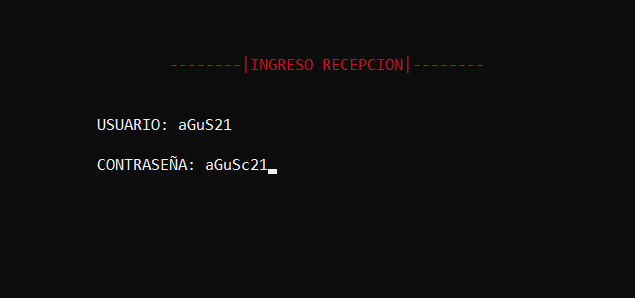 --------|INGRESO RECEPCION|--------
USUARIO: aGuS21
CONTRASEÑA: aGuSc21